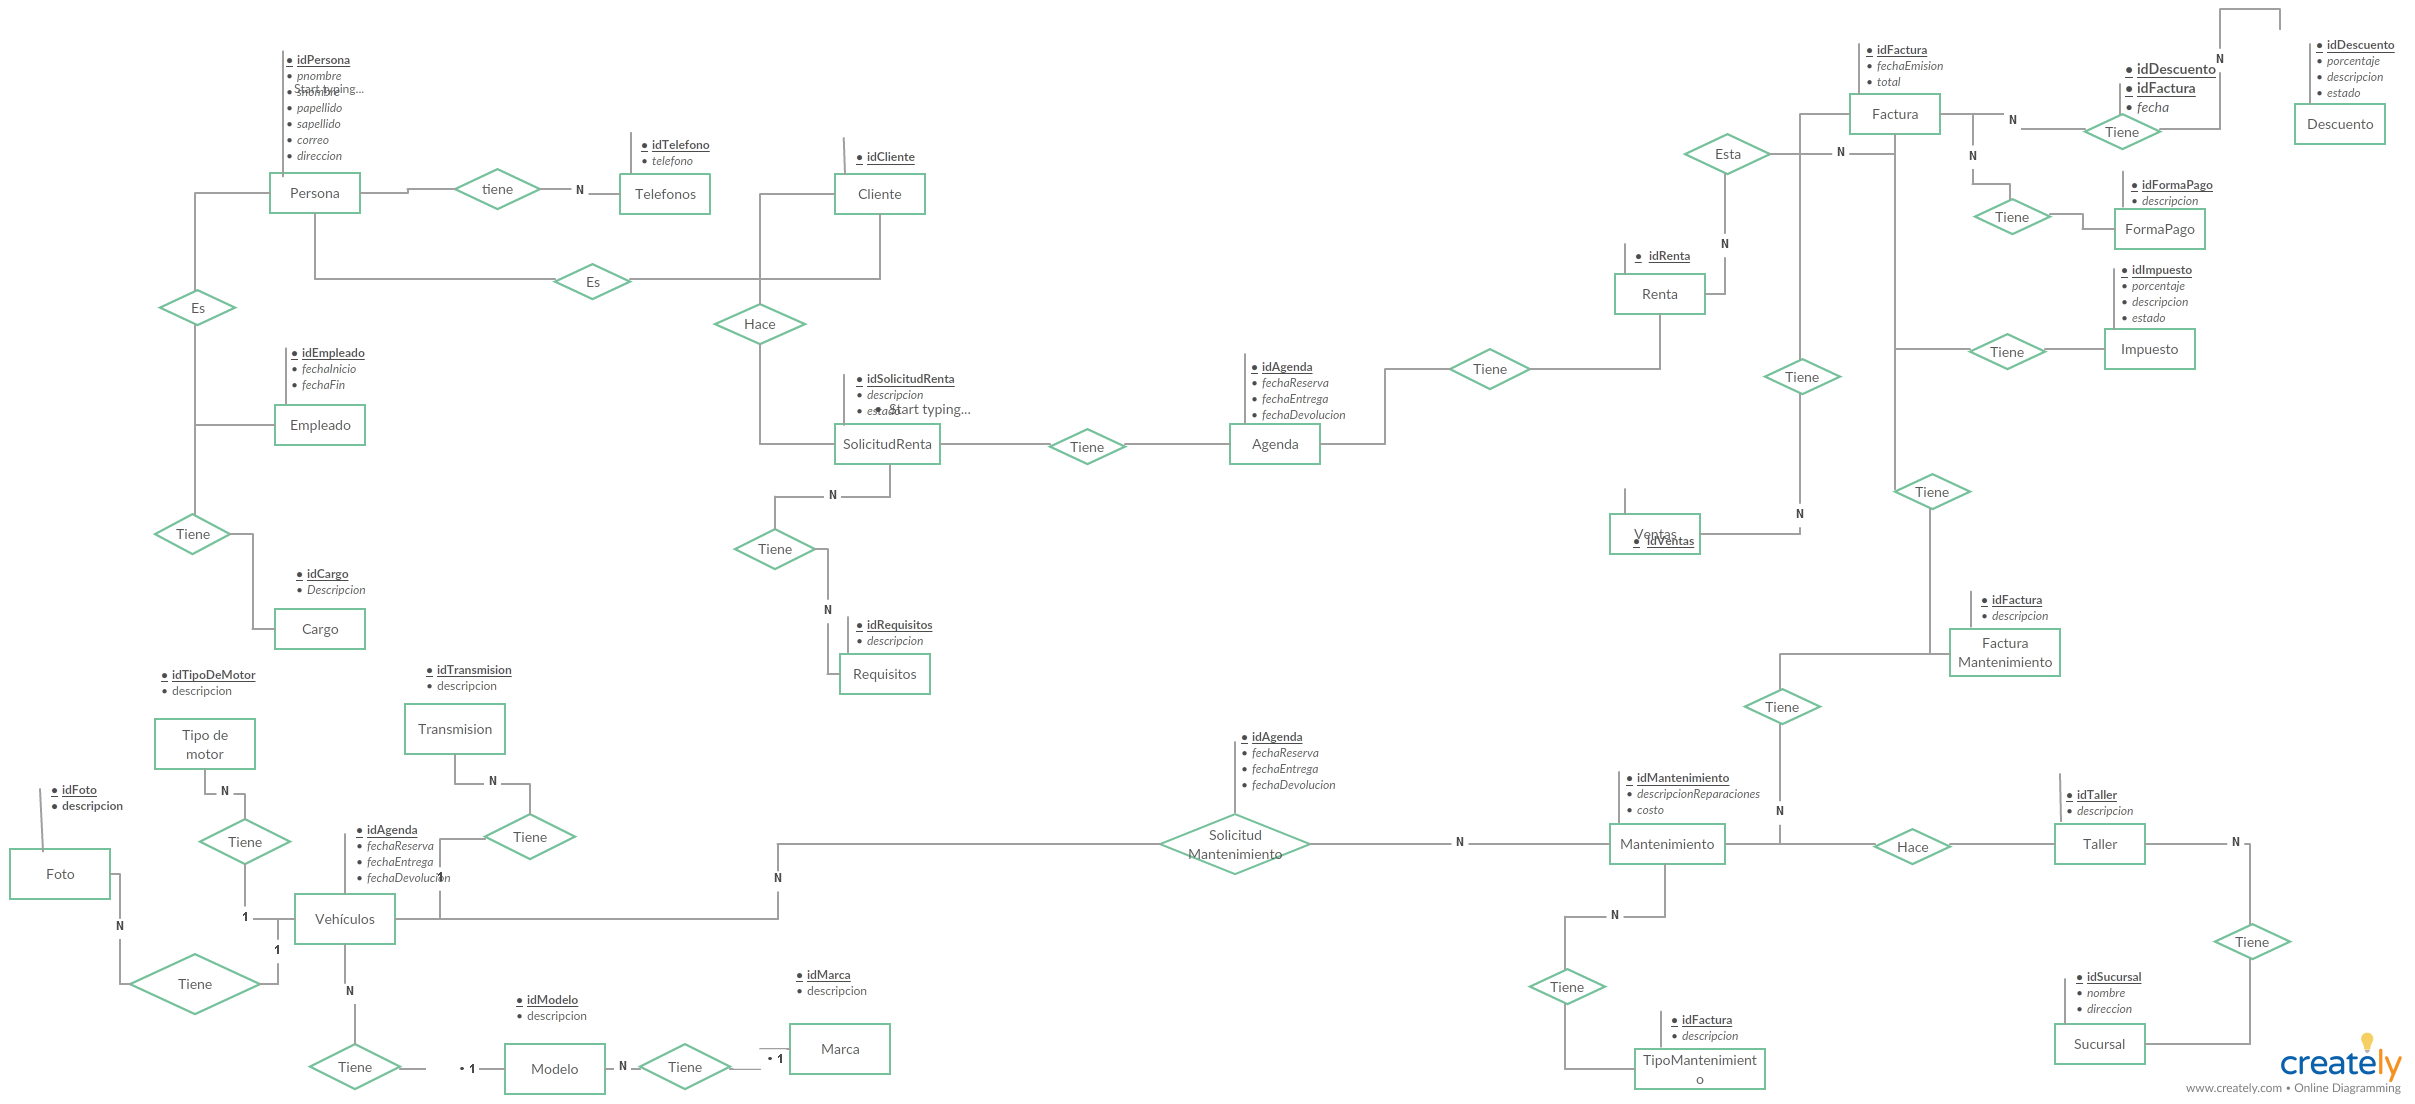 • idPersona
• pnombre
• snombre
Start typing...
• papellido
• sapellido
• correo
• direccion
Persona
tiene
N
• idTelefono
• telefono
Telefonos
• idCliente
Cliente
Es
Hace
Es
• idEmpleado
• fechaInicio
• fechaFin
Empleado
Tiene
• idCargo
• Descripcion
Cargo
• idSolicitudRenta
• descripcion
• estado
• Start typing...
SolicitudRenta
Tiene
• idAgenda
• fechaReserva
• fechaEntrega
• fechaDevolucion
Agenda
Tiene
N
Tiene
N
• idRequisitos
• descripcion
Requisitos
• idRenta
Renta
N
Esta
N
• idFactura
• fechaEmision
• total
Factura
N
• idDescuento
• idFactura
• fecha
Tiene
N
• idDescuento
• porcentaje
• descripcion
• estado
Descuento
N
Tiene
• idFormaPago
• descripcion
FormaPago
• idImpuesto
• porcentaje
• descripcion
• estado
Impuesto
Tiene
Tiene
N
Ventas
• idVentas
Tiene
• idFactura
• descripcion
Factura
Mantenimiento
Tiene
N
• idTipoDeMotor
• descripcion
Tipo de
motor
N
Tiene
1
• idTransmision
• descripcion
Transmision
N
Tiene
1
• idFoto
• descripcion
Foto
N
Tiene
1
• idAgenda
• fechaReserva
• fechaEntrega
• fechaDevolucion
Vehículos
N
N
Tiene
• 1
• idModelo
• descripcion
Modelo
N
Tiene
• 1
• idMarca
• descripcion
Marca
• idAgenda
• fechaReserva
• fechaEntrega
• fechaDevolucion
Solicitud
Mantenimiento
N
• idMantenimiento
• descripcionReparaciones
• costo
Mantenimiento
Hace
• idTaller
• descripcion
Taller
N
Tiene
• idSucursal
• nombre
• direccion
Sucursal
N
Tiene
• idFactura
• descripcion
TipoMantenimient
o
creately
www.creately.com • Online Diagramming